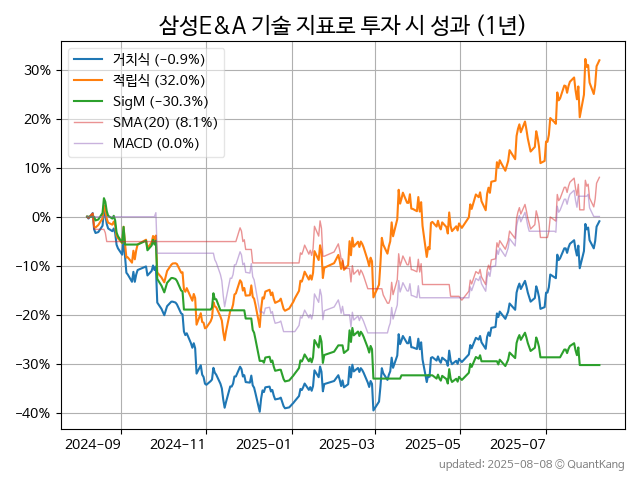 삼성E&A 기술 지표로 투자 시 성과 (1년)
거치식 (−0.9%)
적립식 (32.0%)
SigM (−30.3%)
SMA(20) (8.1%)
MACD (0.0%)
30%
20%
10%
0%
−10%
−20%
−30%
−40%
2024-09
2024-11
2025-01
2025-03
2025-05
2025-07
updated: 2025-08-08 © QuantKang